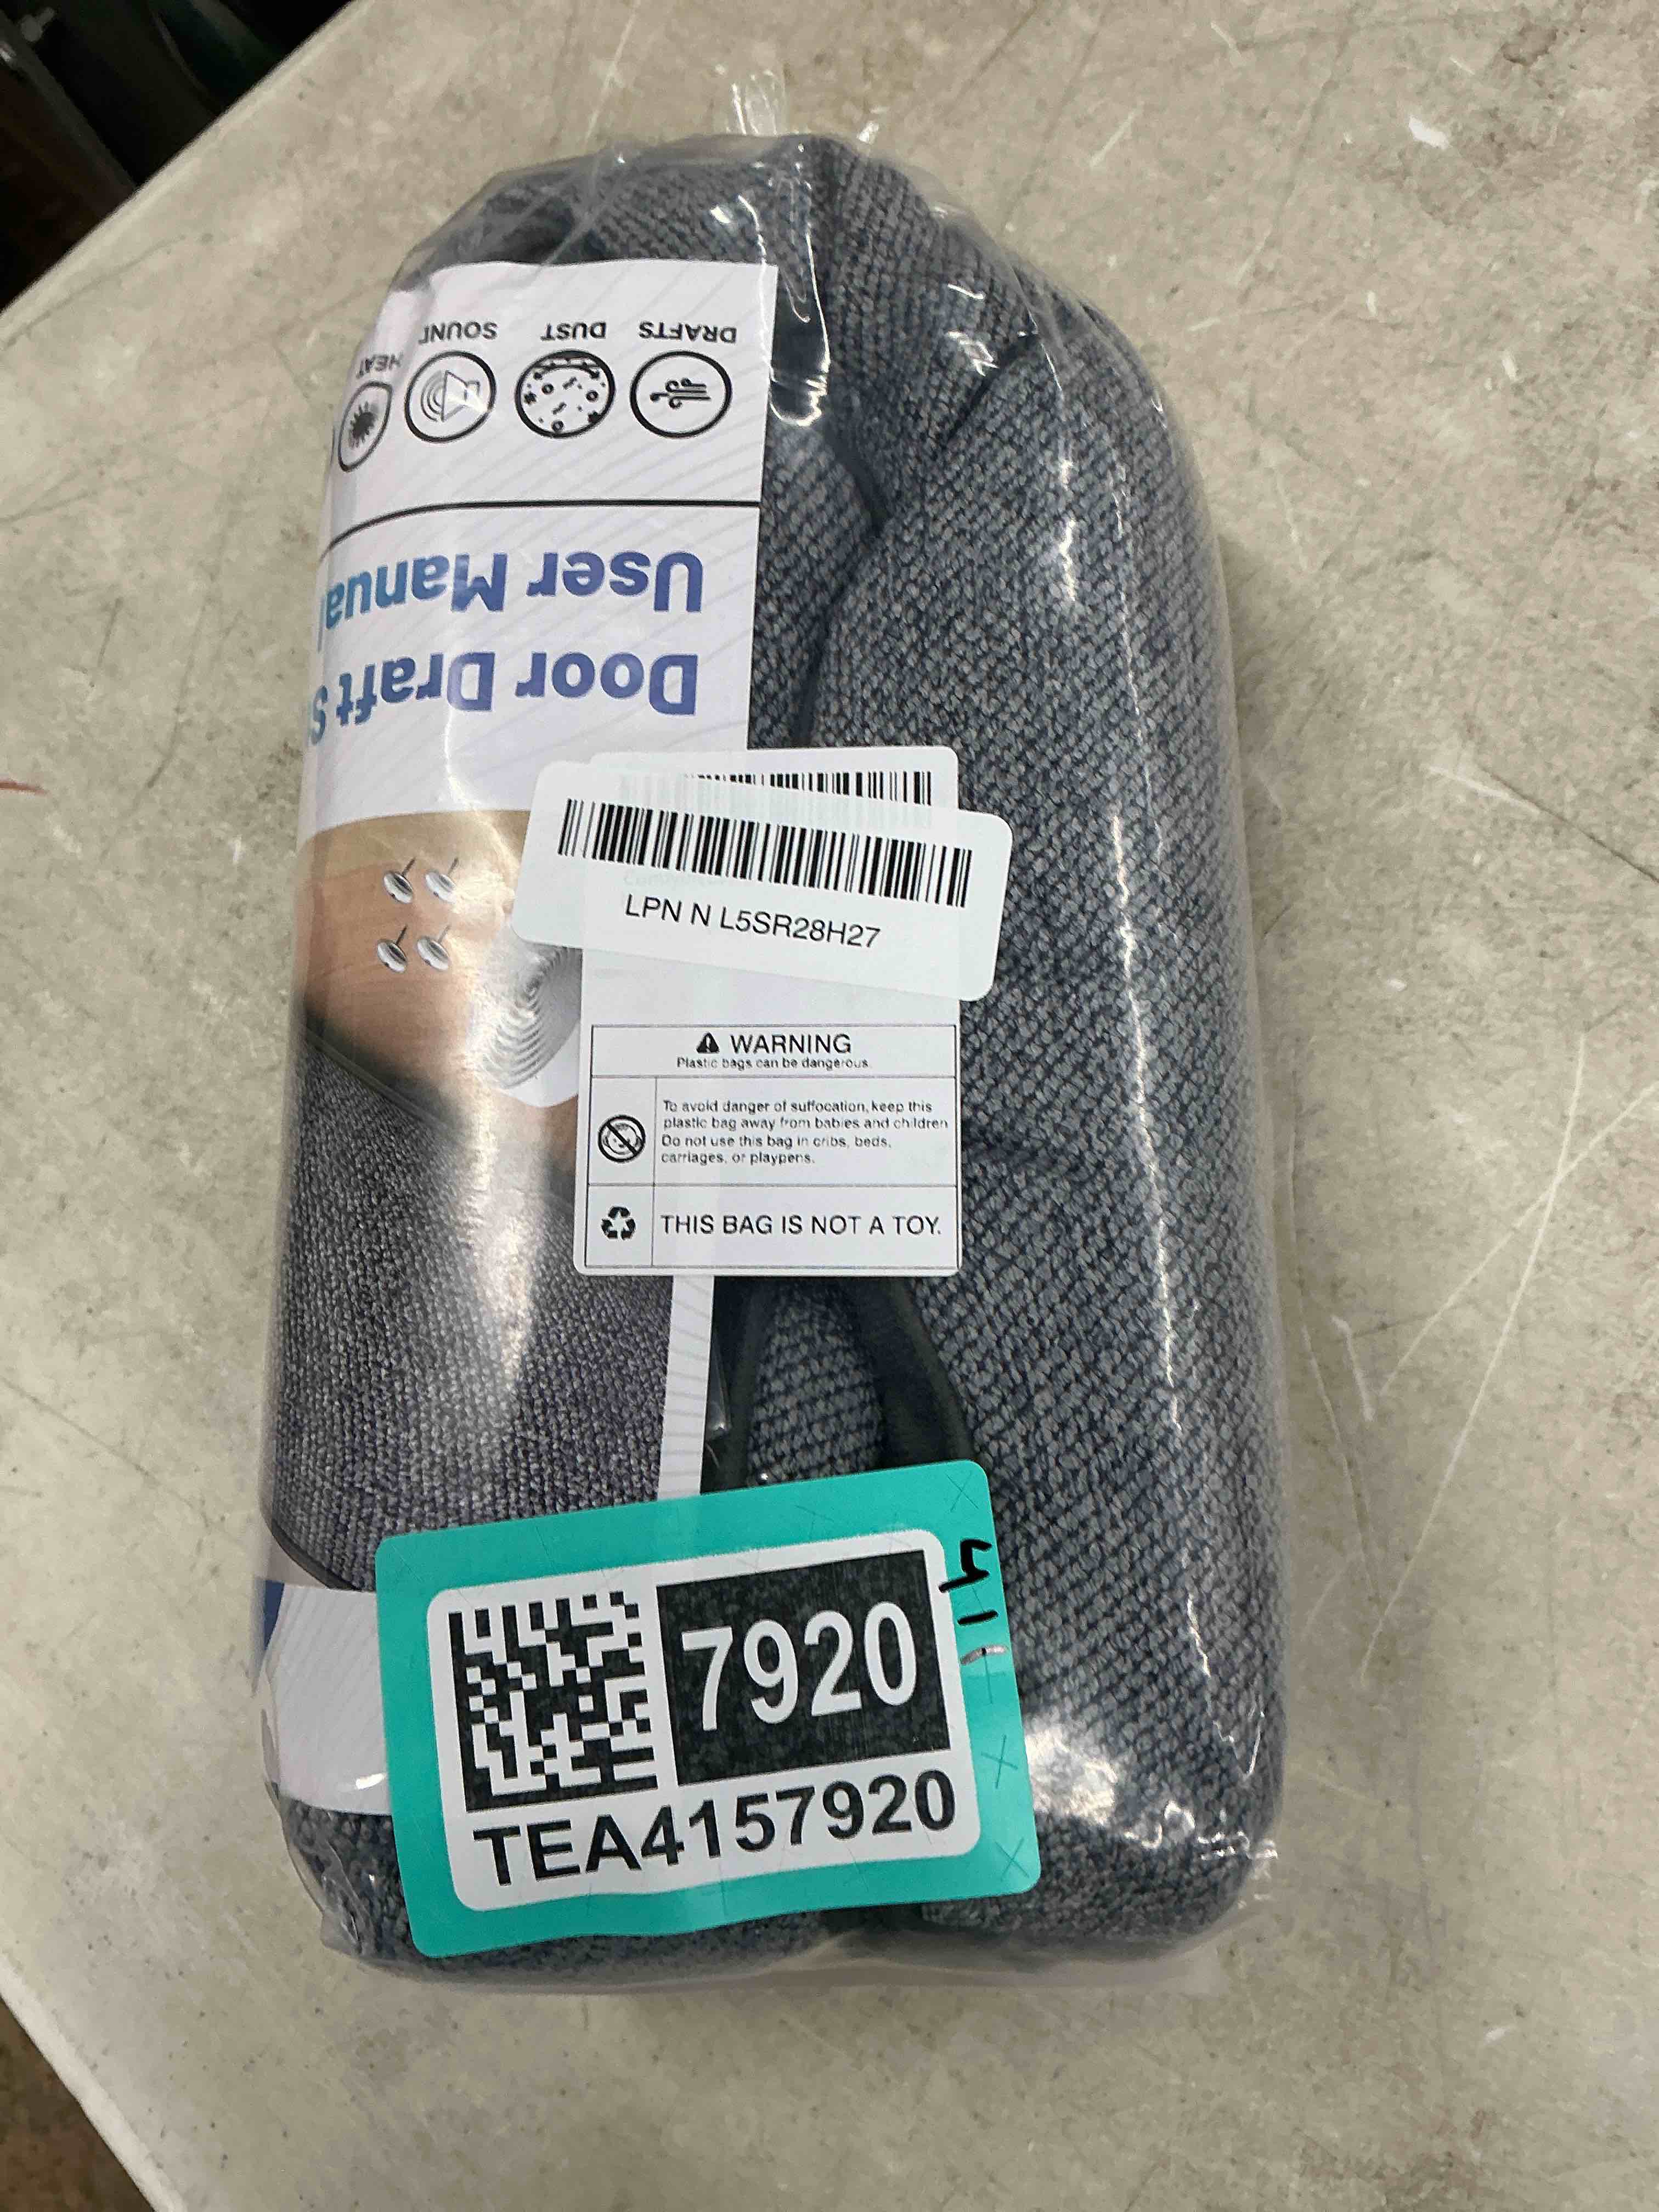 DRAFTS DUST SOUND HEAT
Door Draft S
User Manual
LPN N L5SR28H27
WARNING
Plastic bags can be dangerous.
To avoid danger of suffocation, keep this
plastic bag away from babies and children
Do not use this bag in cribs, beds,
carriages, or playpens.
THIS BAG IS NOT A TOY.
7920
TEA4157920